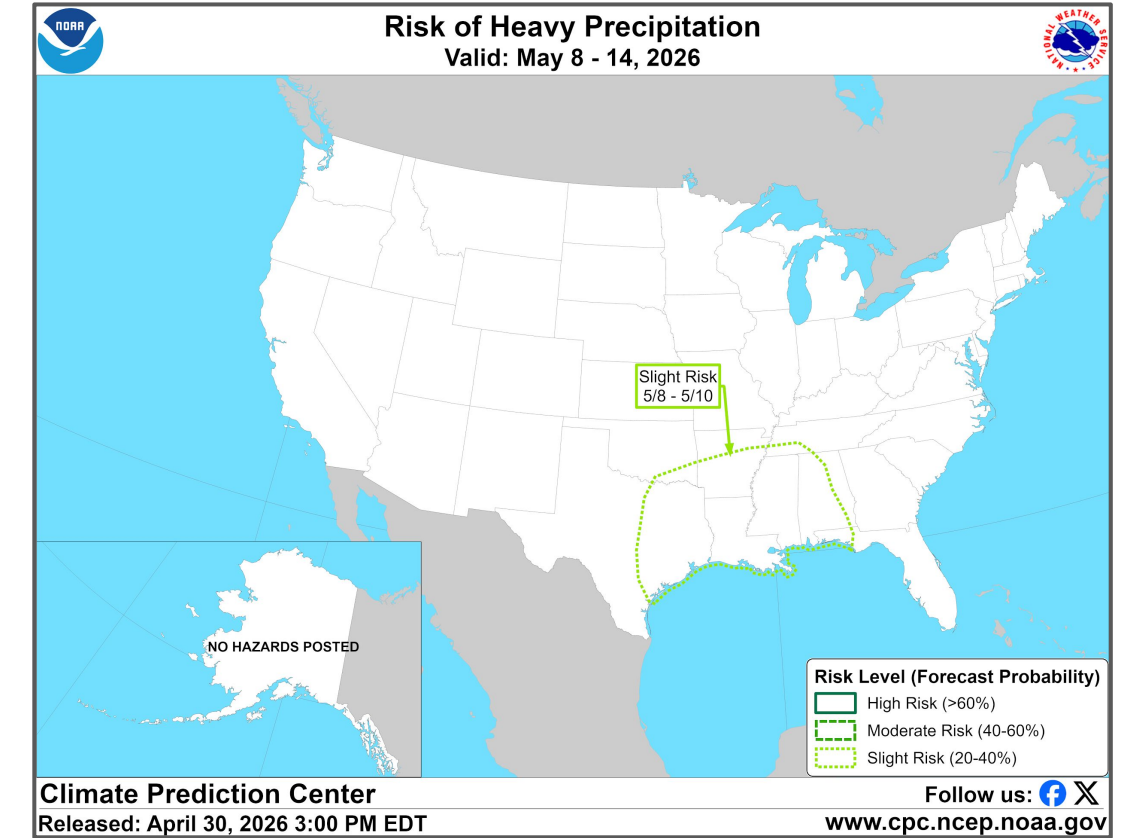 NOAA
Risk of Heavy Precipitation
Valid: May 8 - 14, 2026
NATIONAL WEATHER SERVICE
Slight Risk
5/8 - 5/10
NO HAZARDS POSTED
Risk Level (Forecast Probability)
High Risk (>60%)
Moderate Risk (40-60%)
Slight Risk (20-40%)
Climate Prediction Center
Follow us:
Released: April 30, 2026 3:00 PM EDT
www.cpc.ncep.noaa.gov